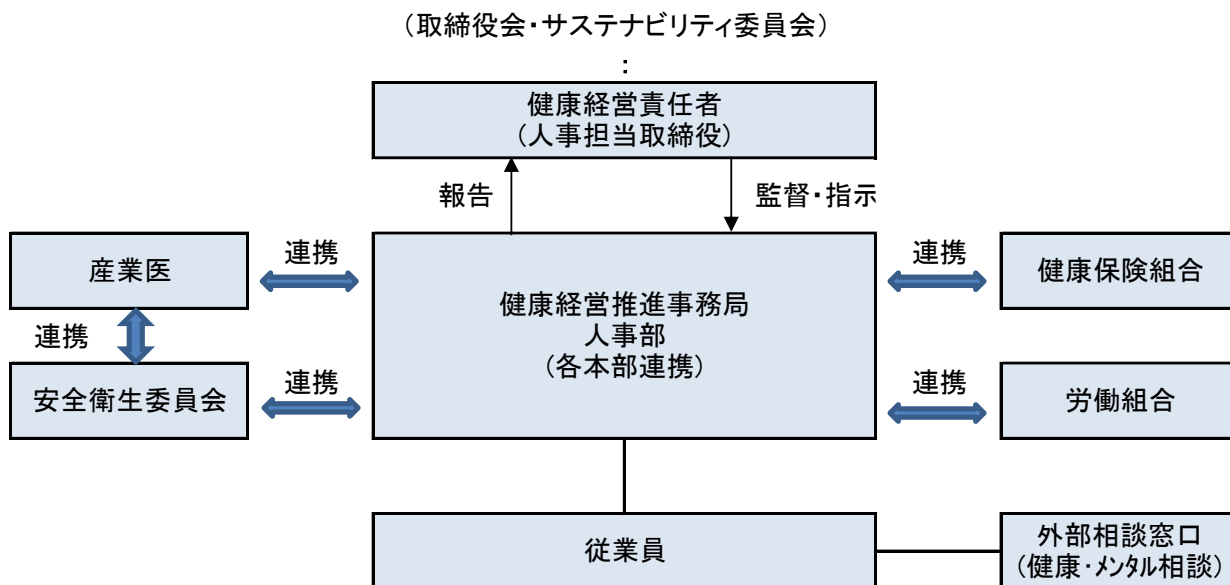 （取締役会・サステナビリティ委員会）
：
健康経営責任者
（人事担当取締役）
報告
監督・指示
産業医
連携
健康経営推進事務局
人事部
（各本部連携）
連携
健康保険組合
連携
安全衛生委員会
連携
連携
労働組合
従業員
外部相談窓口
（健康・メンタル相談）